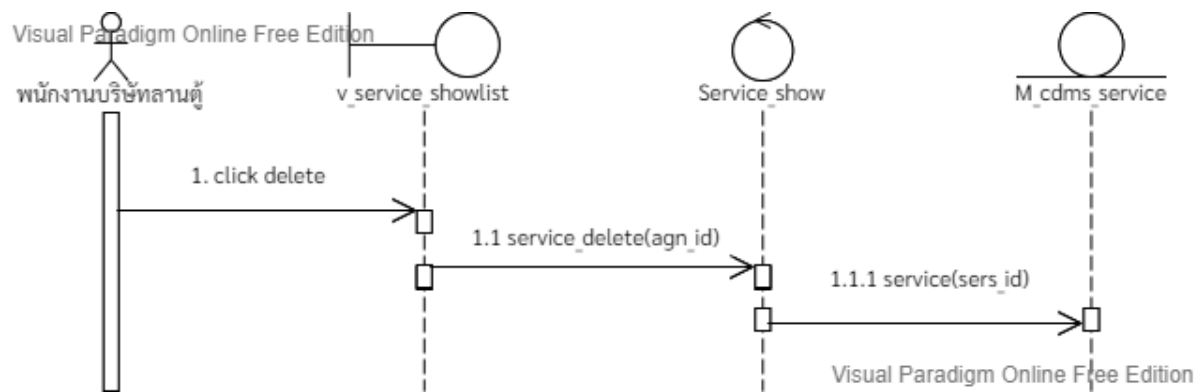 Visual Paradigm Online Free Edition
พนักงานบริษัทลานตู้
v_service_showlist
Service_show
M_cdms_service
1. click delete
1.1 service_delete(agn_id)
1.1.1 service(sers_id)
Visual Paradigm Online Free Edition